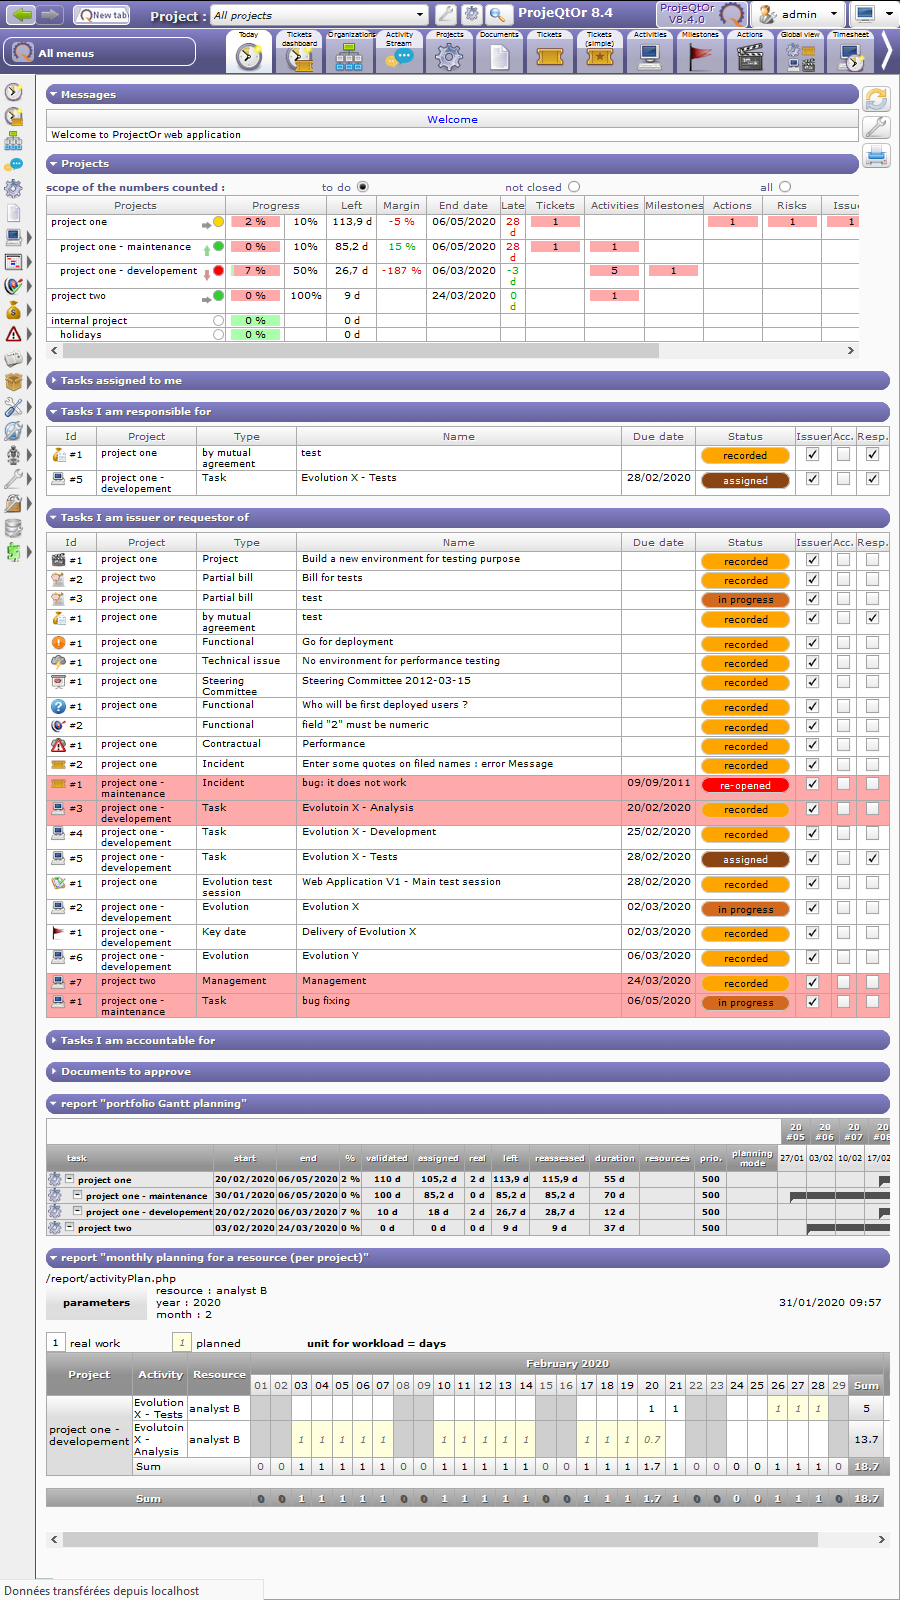 New tab Project : All projects ProjeQtOr 8.4 ProjeQtOr V8.4.0 admin
All menus Today Tickets dashboard Organizations Activity Stream Projects Documents Tickets Tickets (simple) Activities Milestones Actions Global view Timesheet
Messages
Welcome
Welcome to ProjectOr web application
Projects
scope of the numbers counted : to do not closed all
Projects Progress Left Margin End date Late Tickets Activities Milestones Actions Risks Issu
project one 2 % 10% 113,9 d -5 % 06/05/2020 28 d 1 1 1 1
project one - maintenance 0 % 10% 85,2 d 15 % 06/05/2020 28 d 1 1
project one - developement 7 % 50% 26,7 d -187 % 06/03/2020 -3 d 5 1
project two 0 % 100% 9 d 24/03/2020 0 d 1
internal project 0 % 0 d
holidays 0 % 0 d
Tasks assigned to me
Tasks I am responsible for
Id Project Type Name Due date Status Issuer Acc. Resp.
#1 project one by mutual agreement test recorded
#5 project one - developement Task Evolution X - Tests 28/02/2020 assigned
Tasks I am issuer or requestor of
Id Project Type Name Due date Status Issuer Acc. Resp.
#1 project one Project Build a new environment for testing purpose recorded
#2 project two Partial bill Bill for tests recorded
#3 project one Partial bill test in progress
#1 project one by mutual agreement test recorded
#1 project one Functional Go for deployment recorded
#1 project one Technical issue No environment for performance testing recorded
#1 project one Steering Committee Steering Committee 2012-03-15 recorded
#1 project one Functional Who will be first deployed users ? recorded
#2 Functional field "2" must be numeric recorded
#1 project one Contractual Performance recorded
#2 project one Incident Enter some quotes on filed names : error Message recorded
#1 project one - maintenance Incident bug: it does not work 09/09/2011 re-opened
#3 project one - developement Task Evolutoin X - Analysis 20/02/2020 recorded
#4 project one - developement Task Evolution X - Development 25/02/2020 recorded
#5 project one - developement Task Evolution X - Tests 28/02/2020 assigned
#1 project one Evolution test session Web Application V1 - Main test session 28/02/2020 recorded
#2 project one - developement Evolution Evolution X 02/03/2020 in progress
#1 project one - developement Key date Delivery of Evolution X 02/03/2020 recorded
#6 project one - developement Evolution Evolution Y 06/03/2020 recorded
#7 project two Management Management 24/03/2020 recorded
#1 project one - maintenance Task bug fixing 06/05/2020 in progress
Tasks I am accountable for
Documents to approve
report "portfolio Gantt planning"
20 20 20 20
#05 #06 #07 #08
task start end % validated assigned real left reassessed duration resources prio. planning mode 27/01 03/02 10/02 17/02
project one 20/02/2020 06/05/2020 2 % 110 d 105,2 d 2 d 113,9 d 115,9 d 55 d 500
project one - maintenance 30/01/2020 06/05/2020 0 % 100 d 85,2 d 0 d 85,2 d 85,2 d 70 d 500
project one - developement 20/02/2020 06/03/2020 7 % 10 d 18 d 2 d 26,7 d 28,7 d 12 d 500
project two 03/02/2020 24/03/2020 0 % 0 d 0 d 0 d 9 d 9 d 37 d 500
report "monthly planning for a resource (per project)"
/report/activityPlan.php
parameters resource : analyst B
year : 2020
month : 2
31/01/2020 09:57
1 real work 1 planned unit for workload = days
Project Activity Resource February 2020
01 02 03 04 05 06 07 08 09 10 11 12 13 14 15 16 17 18 19 20 21 22 23 24 25 26 27 28 29 Sum
project one - developement Evolution X - Tests analyst B 1 1 1 1 1 5
Evolutoin X - Analysis analyst B 1 1 1 1 1 1 1 1 1 1 1 1 1 0.7 13.7
Sum 0 0 1 1 1 1 1 0 0 1 1 1 1 1 0 0 1 1 1 1.7 1 0 0 0 0 1 1 1 0 18.7
Sum 0 0 1 1 1 1 1 0 0 1 1 1 1 1 0 0 1 1 1 1.7 1 0 0 0 0 1 1 1 0 18.7
Données transférées depuis localhost